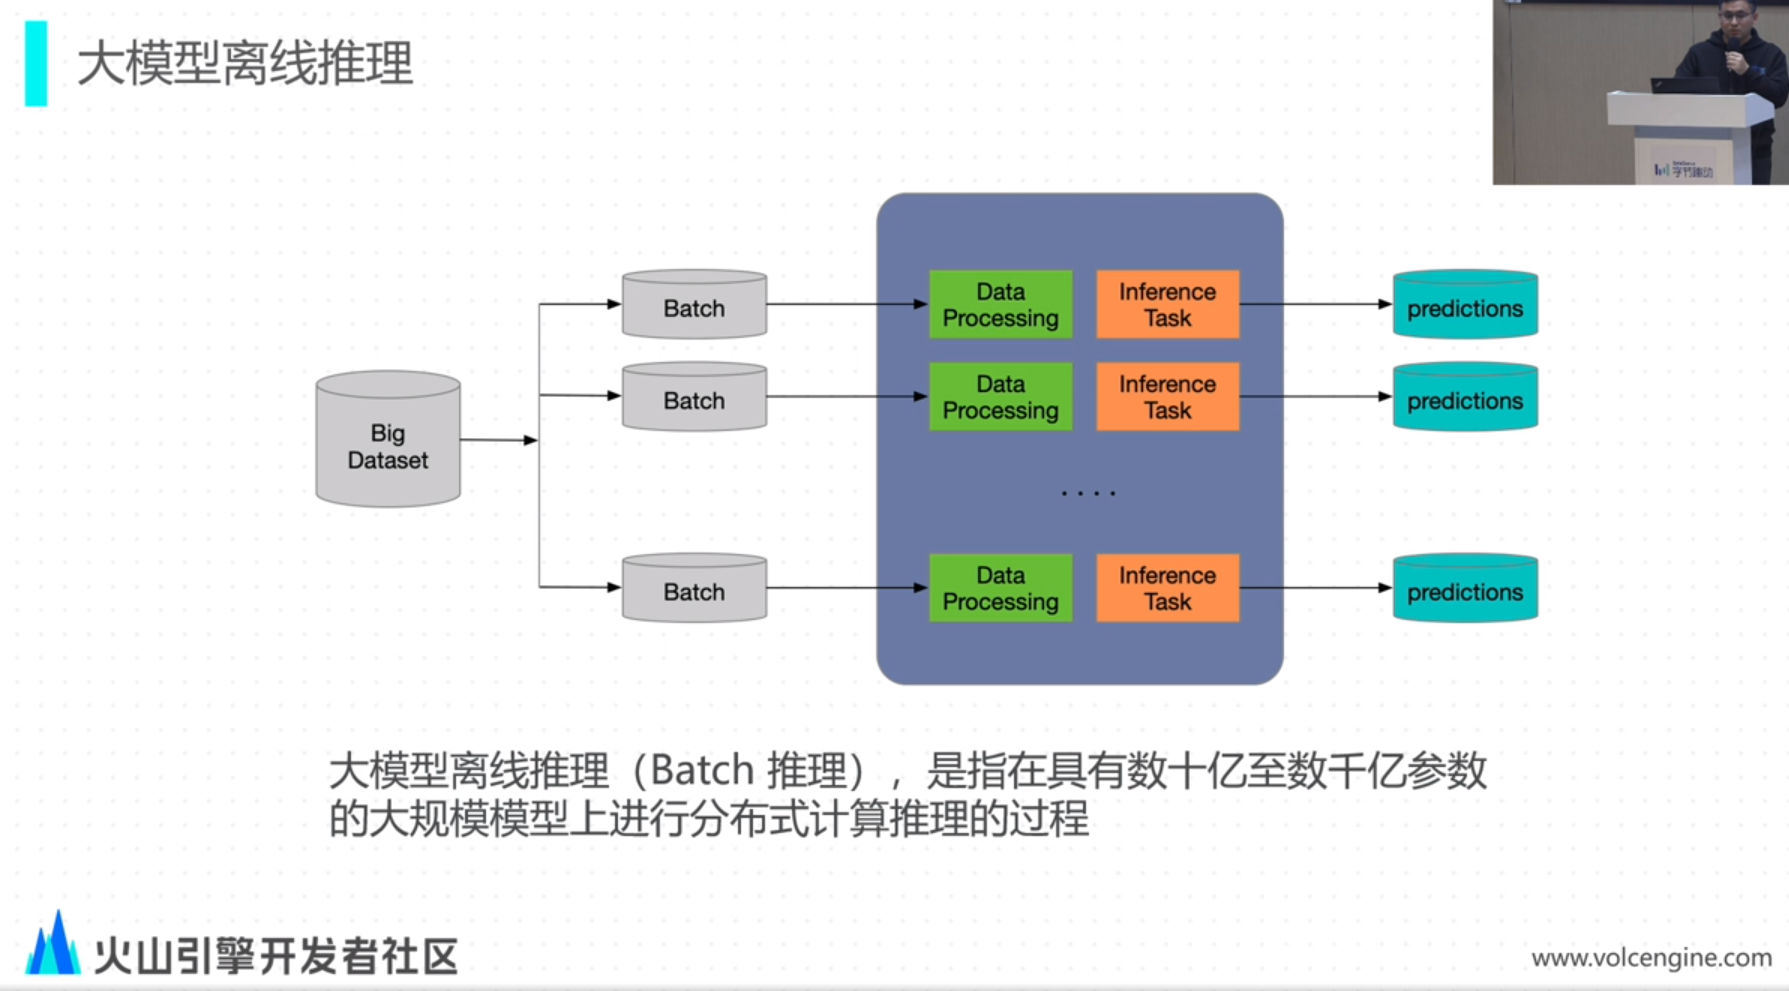 大模型离线推理
字节跳动
Big
Dataset
Batch
Batch
Batch
Data
Processing
Inference
Task
Data
Processing
Inference
Task
. . . .
Data
Processing
Inference
Task
predictions
predictions
predictions
大模型离线推理（Batch 推理），是指在具有数十亿至数千亿参数
的大规模模型上进行分布式计算推理的过程
火山引擎开发者社区
www.volcengine.com